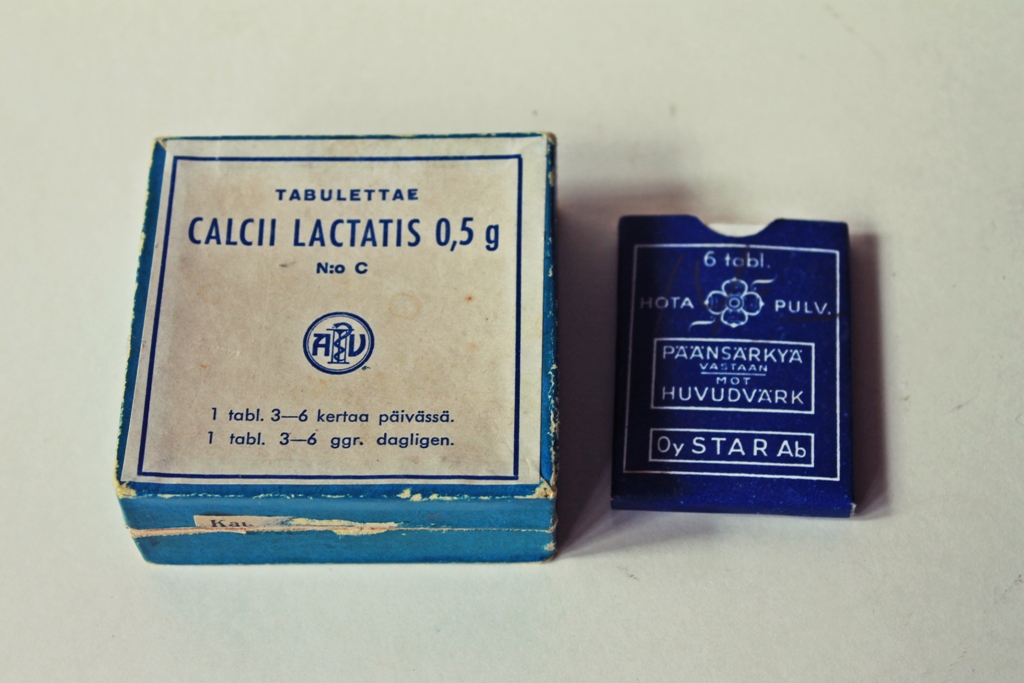 TABULETTAE
CALCII LACTATIS 0,5 g
N:o C
1 tabl. 3—6 kertaa päivässä.
1 tabl. 3—6 ggr. dagligen.
6 tabl.
HOTA PULV.
PÄÄNSÄRKYÄ
VASTAAN
MOT
HUVUDVÄRK
Oy STAR Ab